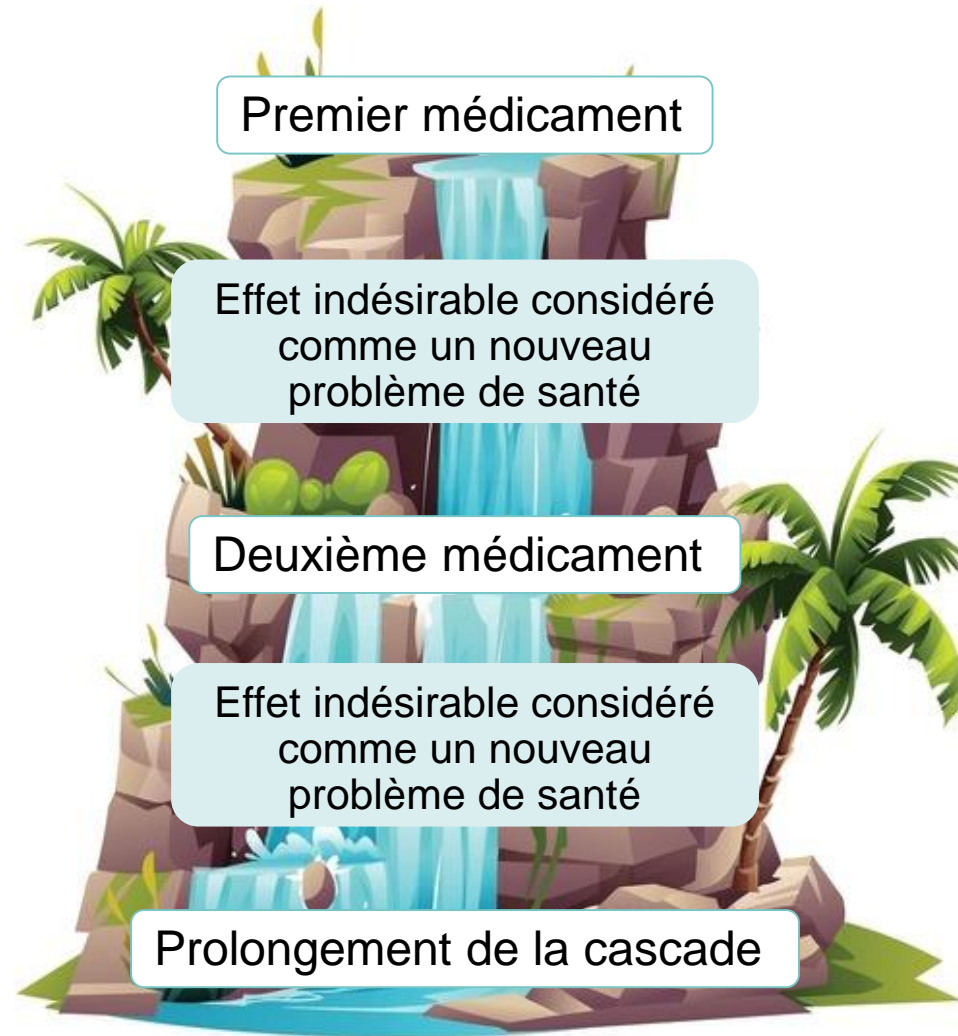 Premier médicament
Effet indésirable considéré
comme un nouveau
problème de santé
Deuxième médicament
Effet indésirable considéré
comme un nouveau
problème de santé
Prolongement de la cascade